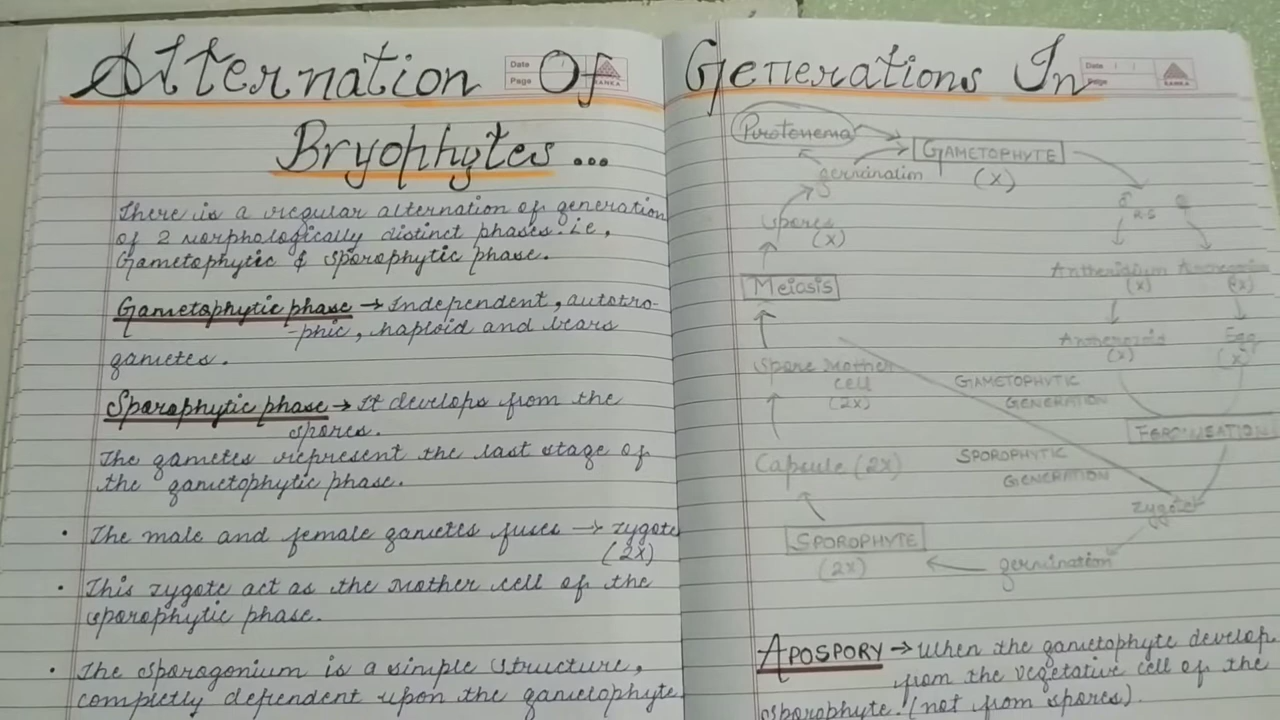 Alternation Of Generations In
Bryophytes...
Date
Page
There is a regular alternation of generation
of 2 morphologically distinct phases. i.e,
Gametophytic & Sporophytic phase.
Gametophytic phase → Independent, autotro-
-phic, haploid and bears
gametes.
Sporophytic phase → It develops from the
spores.
The gametes represent the last stage of
the gametophytic phase.
• The male and female gametes fuses → zygote
(2x)
• This zygote act as the Mother cell of the
sporophytic phase.
• The Sporogonium is a simple structure,
completly dependent upon the gametophyte
Date
Page
KANKA
Protonema
GAMETOPHYTE
(X)
germination
Spores
(X)
♂ ♀
Meiosis
Antheridium
(X) (X)
Antherozoid Egg
(X) (X)
Spore Mother
cell
(2X)
GAMETOPHYTIC
GENERATION
FERTILISATION
SPOROPHYTIC
GENERATION
Capsule (2X)
zygote
SPOROPHYTE
(2X)
germination
APOSPORY → When the gametophyte develop
from the vegetative cell of the
sporophyte. (not from spores).